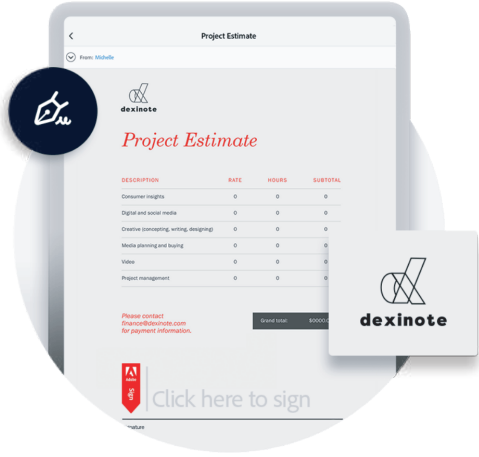 Project Estimate
From: Michelle
dexinote
Project Estimate
DESCRIPTION RATE HOURS SUBTOTAL
Consumer insights 0 0 0
Digital and social media 0 0 0
Creative (concepting, writing, designing) 0 0 0
Media planning and buying 0 0 0
Video 0 0 0
Project management 0 0 0
Please contact
finance@dexinote.com
for payment information.
Grand total:
dexinote
Adobe
Sign
Click here to sign